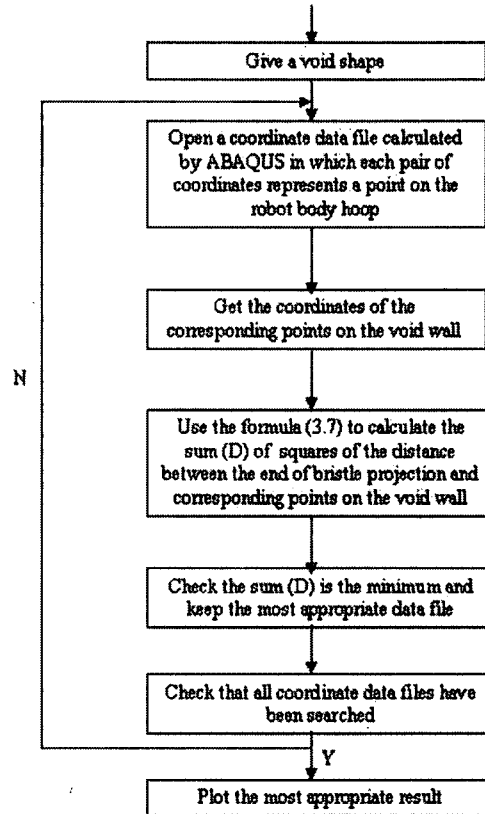 Give a void shape
Open a coordinate data file calculated
by ABAQUS in which each pair of
coordinates represents a point on the
robot body hoop
Get the coordinates of the
corresponding points on the void wall
N
Use the formula (3.7) to calculate the
sum (D) of squares of the distance
between the end of bristle projection and
corresponding points on the void wall
Check the sum (D) is the minimum and
keep the most appropriate data file
Check that all coordinate data files have
been searched
Y
Plot the most appropriate result